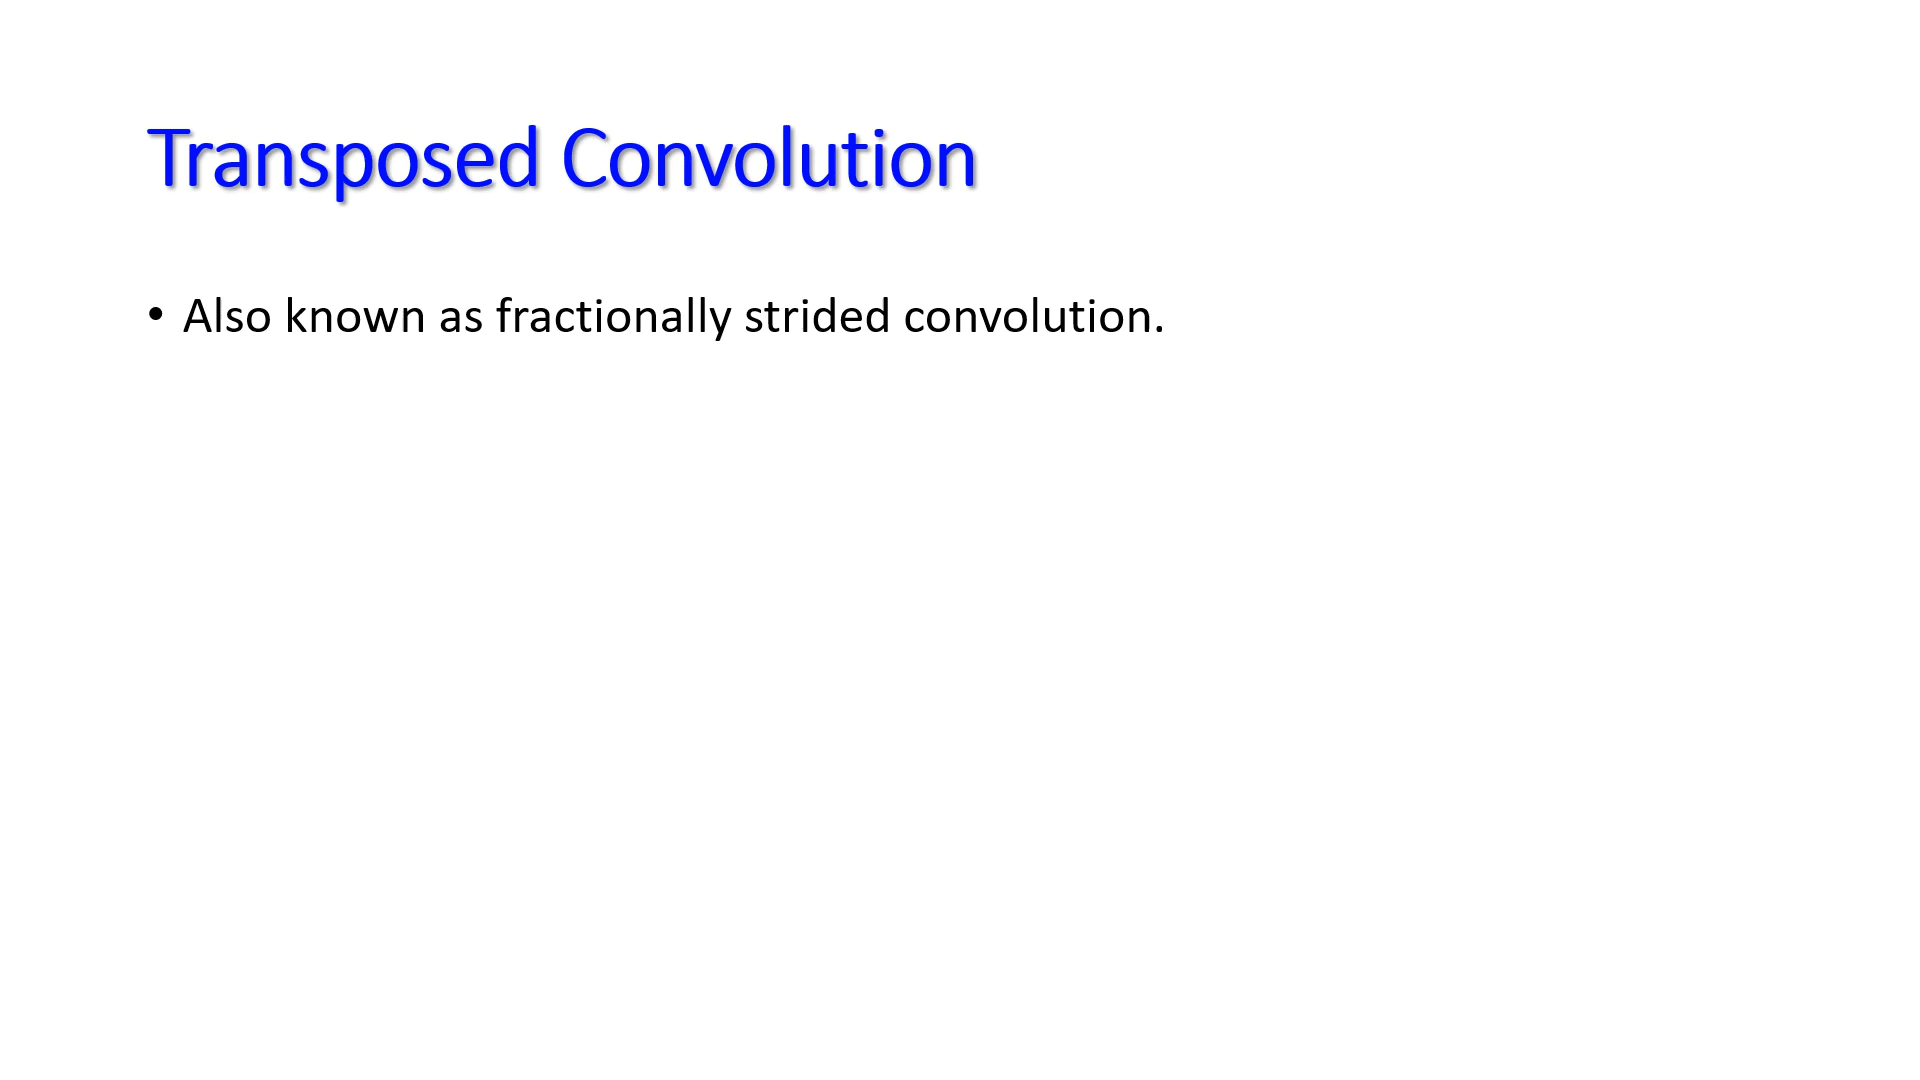 Transposed Convolution
• Also known as fractionally strided convolution.